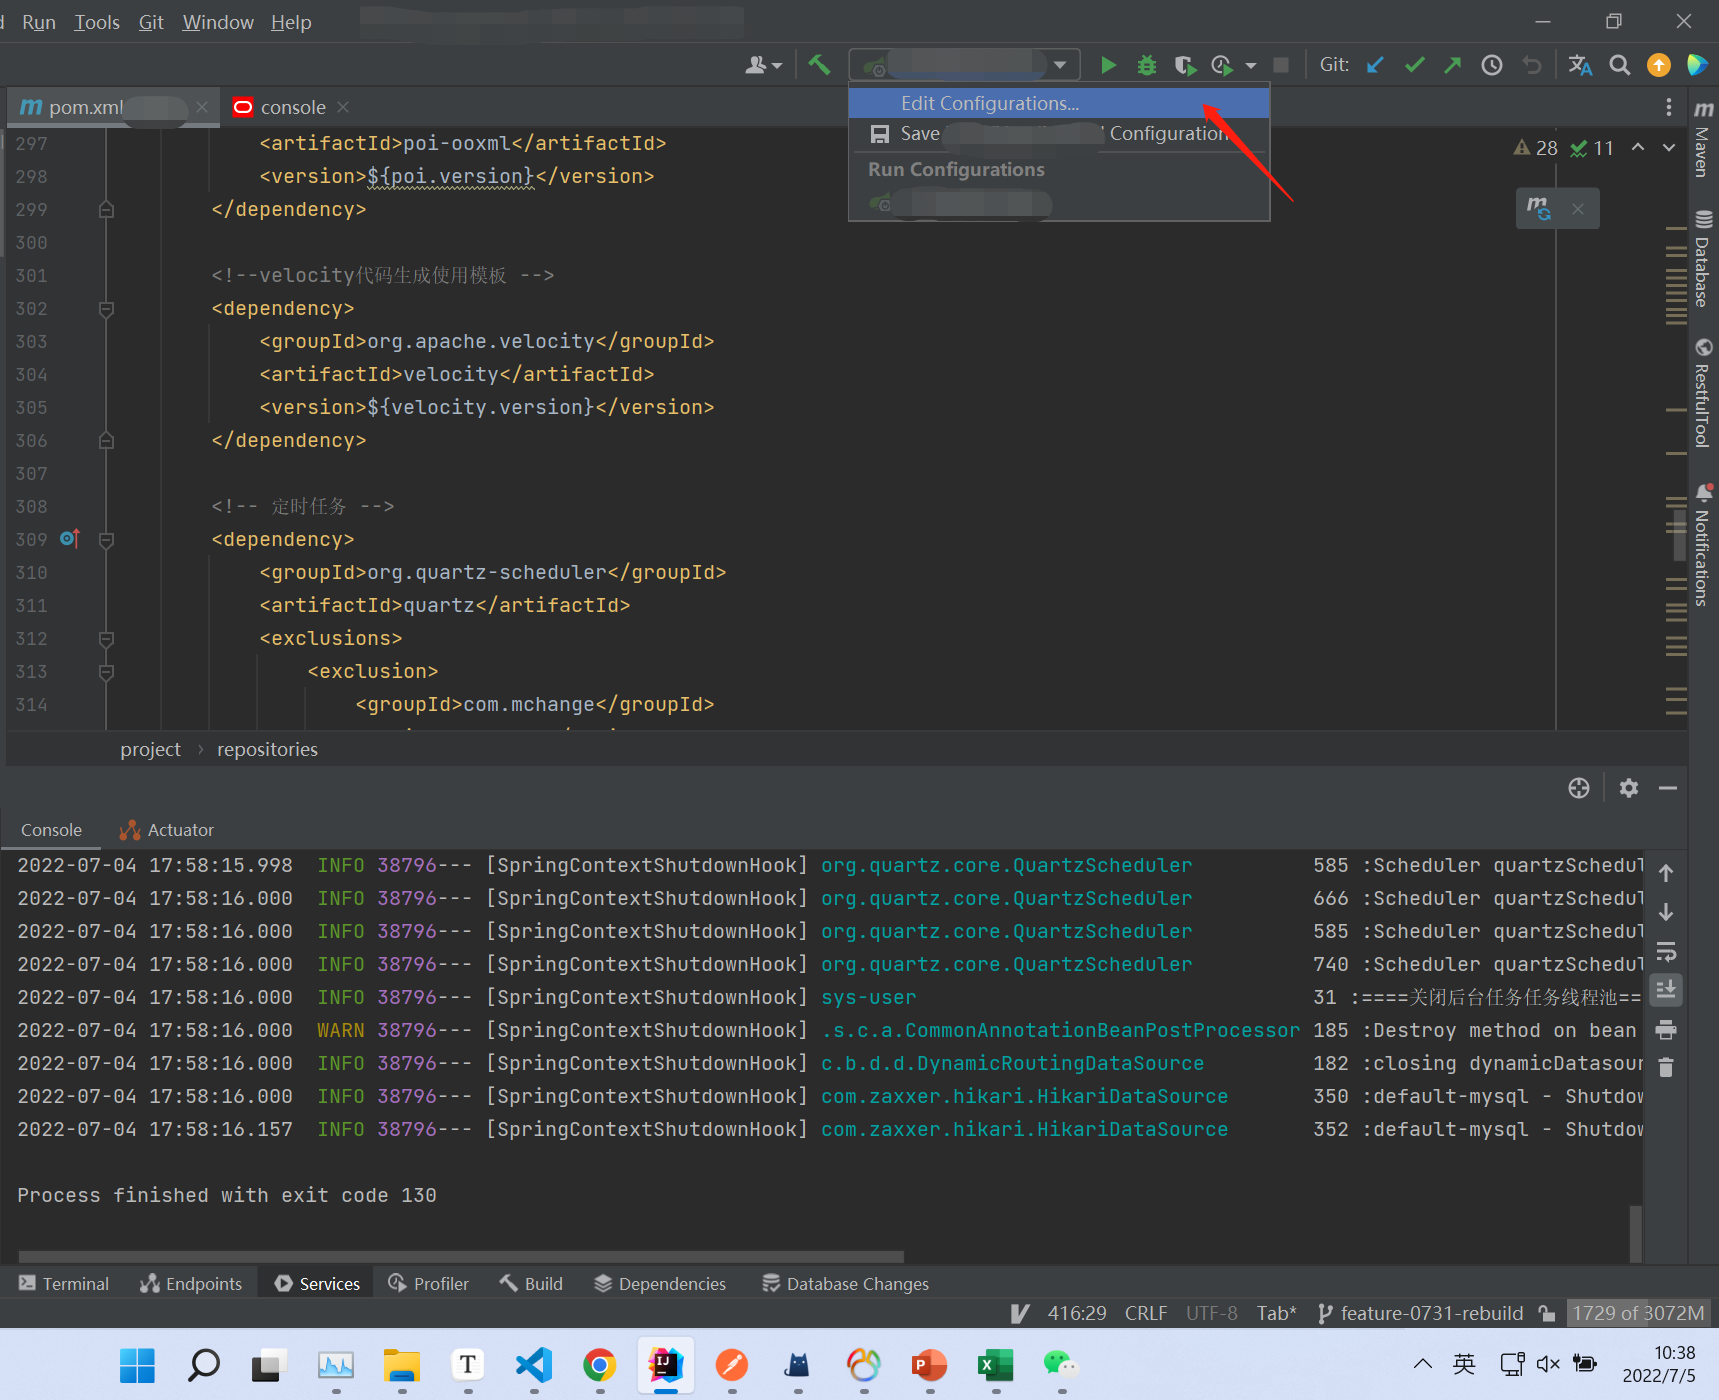 Run Tools Git Window Help
Git:
pom.xml console
Edit Configurations...
Save Configuration
Run Configurations
28 11
297 <artifactId>poi-ooxml</artifactId>
298 <version>${poi.version}</version>
299 </dependency>
300
301 <!--velocity代码生成使用模板 -->
302 <dependency>
303 <groupId>org.apache.velocity</groupId>
304 <artifactId>velocity</artifactId>
305 <version>${velocity.version}</version>
306 </dependency>
307
308 <!-- 定时任务 -->
309 <dependency>
310 <groupId>org.quartz-scheduler</groupId>
311 <artifactId>quartz</artifactId>
312 <exclusions>
313 <exclusion>
314 <groupId>com.mchange</groupId>
Maven
Database
RestfulTool
Notifications
project › repositories
Console Actuator
2022-07-04 17:58:15.998 INFO 38796--- [SpringContextShutdownHook] org.quartz.core.QuartzScheduler 585 :Scheduler quartzSchedul
2022-07-04 17:58:16.000 INFO 38796--- [SpringContextShutdownHook] org.quartz.core.QuartzScheduler 666 :Scheduler quartzSchedul
2022-07-04 17:58:16.000 INFO 38796--- [SpringContextShutdownHook] org.quartz.core.QuartzScheduler 585 :Scheduler quartzSchedul
2022-07-04 17:58:16.000 INFO 38796--- [SpringContextShutdownHook] org.quartz.core.QuartzScheduler 740 :Scheduler quartzSchedul
2022-07-04 17:58:16.000 INFO 38796--- [SpringContextShutdownHook] sys-user 31 :====关闭后台任务任务线程池==
2022-07-04 17:58:16.000 WARN 38796--- [SpringContextShutdownHook] .s.c.a.CommonAnnotationBeanPostProcessor 185 :Destroy method on bean
2022-07-04 17:58:16.000 INFO 38796--- [SpringContextShutdownHook] c.b.d.d.DynamicRoutingDataSource 182 :closing dynamicDatasour
2022-07-04 17:58:16.000 INFO 38796--- [SpringContextShutdownHook] com.zaxxer.hikari.HikariDataSource 350 :default-mysql - Shutdow
2022-07-04 17:58:16.157 INFO 38796--- [SpringContextShutdownHook] com.zaxxer.hikari.HikariDataSource 352 :default-mysql - Shutdow
Process finished with exit code 130
Terminal Endpoints Services Profiler Build Dependencies Database Changes
416:29 CRLF UTF-8 Tab* feature-0731-rebuild 1729 of 3072M
英 10:38
2022/7/5